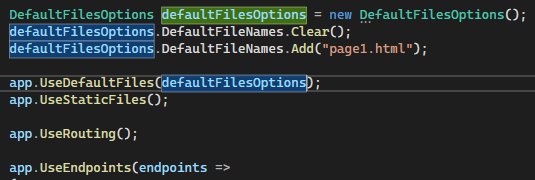 DefaultFilesOptions defaultFilesOptions = new DefaultFilesOptions();
defaultFilesOptions.DefaultFileNames.Clear();
defaultFilesOptions.DefaultFileNames.Add("page1.html");
app.UseDefaultFiles(defaultFilesOptions);
app.UseStaticFiles();
app.UseRouting();
app.UseEndpoints(endpoints =>